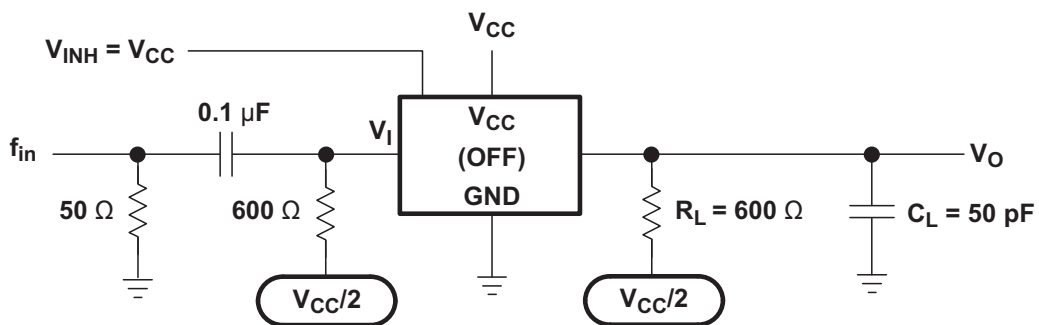 V_CC
V_INH = V_CC
0.1 µF
V_I
V_CC
(OFF)
GND
f_in
V_O
50 Ω
600 Ω
R_L = 600 Ω
C_L = 50 pF
V_CC/2
V_CC/2